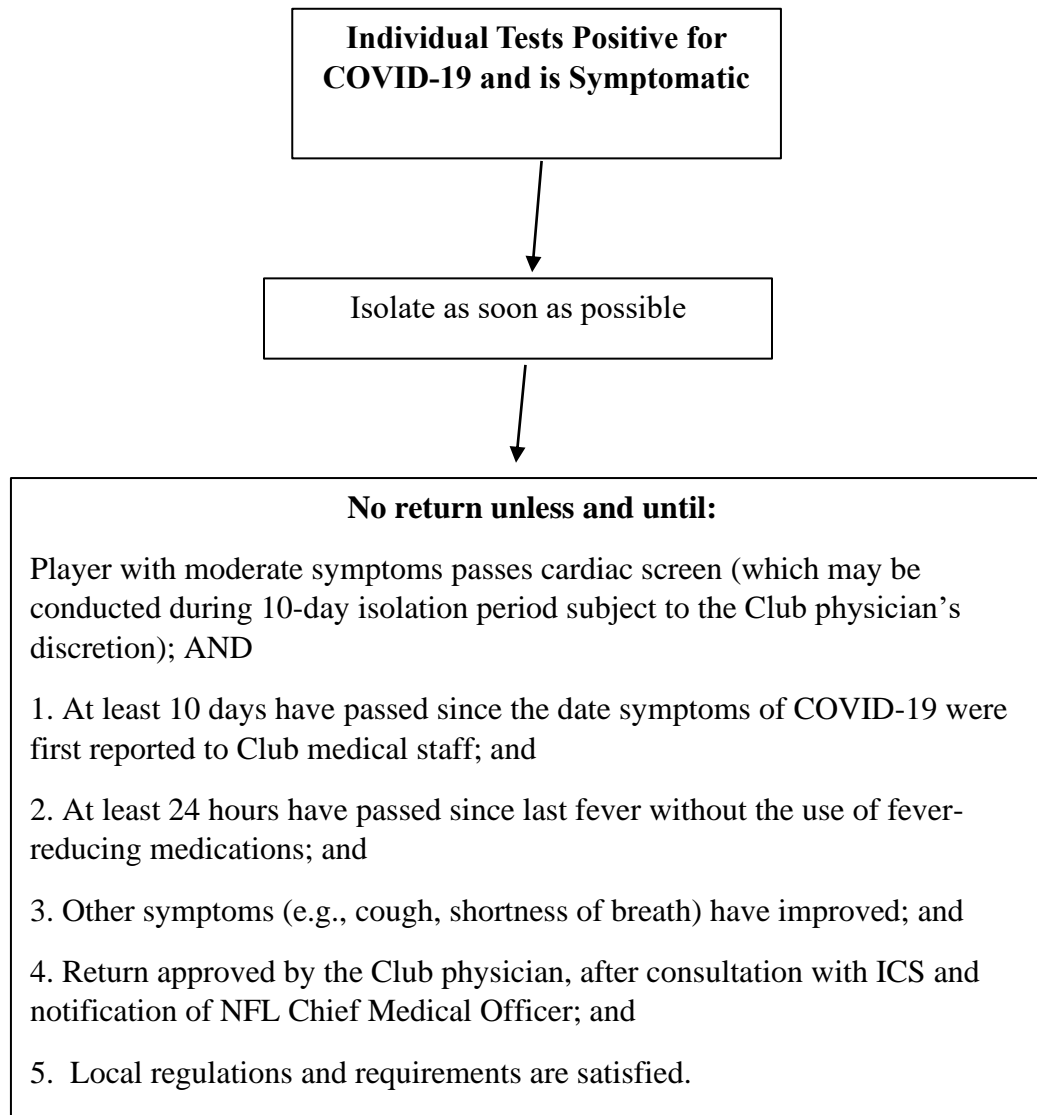 Individual Tests Positive for
COVID-19 and is Symptomatic
Isolate as soon as possible
No return unless and until:
Player with moderate symptoms passes cardiac screen (which may be
conducted during 10-day isolation period subject to the Club physician’s
discretion); AND
1. At least 10 days have passed since the date symptoms of COVID-19 were
first reported to Club medical staff; and
2. At least 24 hours have passed since last fever without the use of fever-
reducing medications; and
3. Other symptoms (e.g., cough, shortness of breath) have improved; and
4. Return approved by the Club physician, after consultation with ICS and
notification of NFL Chief Medical Officer; and
5.  Local regulations and requirements are satisfied.